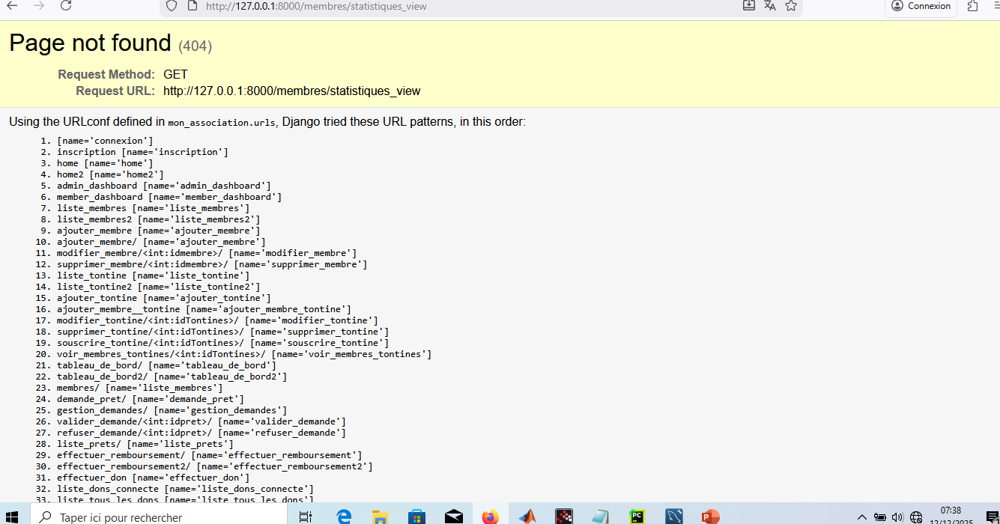 http://127.0.0.1:8000/membres/statistiques_view
Connexion
Page not found (404)
Request Method: GET
Request URL: http://127.0.0.1:8000/membres/statistiques_view
Using the URLconf defined in mon_association.urls, Django tried these URL patterns, in this order:
1. [name='connexion']
2. inscription [name='inscription']
3. home [name='home']
4. home2 [name='home2']
5. admin_dashboard [name='admin_dashboard']
6. member_dashboard [name='member_dashboard']
7. liste_membres [name='liste_membres']
8. liste_membres2 [name='liste_membres2']
9. ajouter_membre [name='ajouter_membre']
10. ajouter_membre/ [name='ajouter_membre']
11. modifier_membre/<int:idmembre>/ [name='modifier_membre']
12. supprimer_membre/<int:idmembre>/ [name='supprimer_membre']
13. liste_tontine [name='liste_tontine']
14. liste_tontine2 [name='liste_tontine2']
15. ajouter_tontine [name='ajouter_tontine']
16. ajouter_membre__tontine [name='ajouter_membre_tontine']
17. modifier_tontine/<int:idTontines>/ [name='modifier_tontine']
18. supprimer_tontine/<int:idTontines>/ [name='supprimer_tontine']
19. souscrire_tontine/<int:idTontines>/ [name='souscrire_tontine']
20. voir_membres_tontines/<int:idTontines>/ [name='voir_membres_tontines']
21. tableau_de_bord/ [name='tableau_de_bord']
22. tableau_de_bord2/ [name='tableau_de_bord2']
23. membres/ [name='liste_membres']
24. demande_pret/ [name='demande_pret']
25. gestion_demandes/ [name='gestion_demandes']
26. valider_demande/<int:idpret>/ [name='valider_demande']
27. refuser_demande/<int:idpret>/ [name='refuser_demande']
28. liste_prets/ [name='liste_prets']
29. effectuer_remboursement/ [name='effectuer_remboursement']
30. effectuer_remboursement2/ [name='effectuer_remboursement2']
31. effectuer_don [name='effectuer_don']
32. liste_dons_connecte [name='liste_dons_connecte']
33. liste_tous_les_dons [name='liste_tous_les_dons']
Taper ici pour rechercher
PC
07:38
12/12/2025